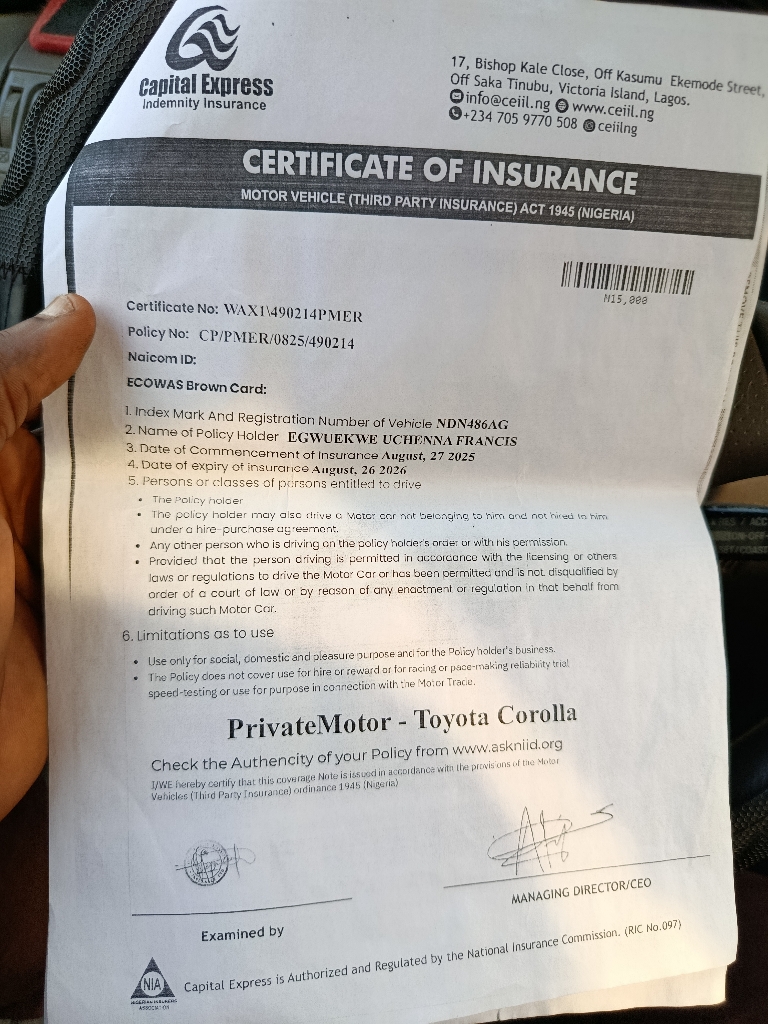 Capital Express
Indemnity Insurance
17, Bishop Kale Close, Off Kasumu Ekemode Street,
Off Saka Tinubu, Victoria Island, Lagos.
info@ceiil.ng www.ceiil.ng
+234 705 9770 508 ceiilng
CERTIFICATE OF INSURANCE
MOTOR VEHICLE (THIRD PARTY INSURANCE) ACT 1945 (NIGERIA)
N15,000
Certificate No: WAX1\490214PMER
Policy No: CP/PMER/0825/490214
Naicom ID:
ECOWAS Brown Card:
1. Index Mark And Registration Number of Vehicle NDN486AG
2. Name of Policy Holder EGWUEKWE UCHENNA FRANCIS
3. Date of Commencement of Insurance August, 27 2025
4. Date of expiry of insurance August, 26 2026
5. Persons or classes of persons entitled to drive
• The Policy holder
• The policy holder may also drive a Motor car not belonging to him and not hired to him
under a hire-purchase agreement.
• Any other person who is driving on the policy holder's order or with his permission.
• Provided that the person driving is permitted in accordance with the licensing or others
laws or regulations to drive the Motor Car or has been permitted and is not disqualified by
order of a court of law or by reason of any enactment or regulation in that behalf from
driving such Motor Car.
6. Limitations as to use
• Use only for social, domestic and pleasure purpose and for the Policy holder's business.
• The Policy does not cover use for hire or reward or for racing or pace-making reliability trial
speed-testing or use for purpose in connection with the Motor Trade.
PrivateMotor - Toyota Corolla
Check the Authencity of your Policy from www.askniid.org
I/WE hereby certify that this coverage Note is issued in accordance with the provisions of the Motor
Vehicles (Third Party Insurance) ordinance 1945 (Nigeria)
Examined by
MANAGING DIRECTOR/CEO
NIA
NIGERIAN INSURERS
ASSOCIATION
Capital Express is Authorized and Regulated by the National Insurance Commission. (RIC No.097)